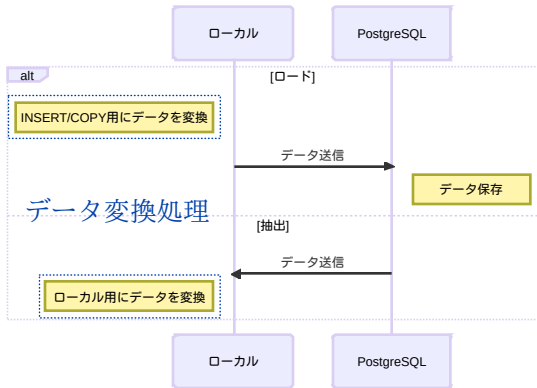 ローカル
PostgreSQL
alt
[ロード]
INSERT/COPY用にデータを変換
データ送信
データ保存
データ変換処理
[抽出]
データ送信
ローカル用にデータを変換
ローカル
PostgreSQL